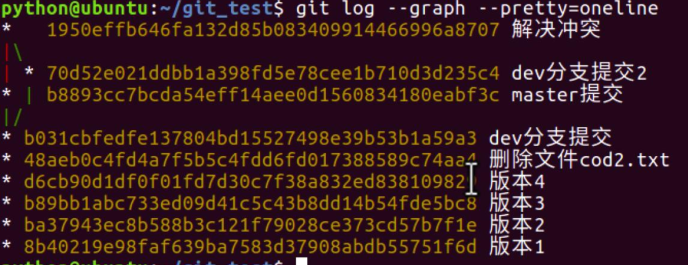 python@ubuntu:~/git_test$ git log --graph --pretty=oneline
*   1950effb646fa132d85b083409914466996a8707 解决冲突
|\
| * 70d52e021ddbb1a398fd5e78cee1b710d3d235c4 dev分支提交2
* | b8893cc7bcda54eff14aee0d1560834180eabf3c master提交
|/
* b031cbfedfe137804bd15527498e39b53b1a59a3 dev分支提交
* 48aeb0c4fd4a7f5b5c4fdd6fd017388589c74aa4 删除文件cod2.txt
* 版本4
* b89bb1abc733ed09d41c5c43b8dd14b54fde5bc8 版本3
* ba37943ec8b588b3c121f79028ce373cd57b7f1e 版本2
* 8b40219e98faf639ba7583d37908abdb55751f6d 版本1
python@ubuntu:~/git_test$